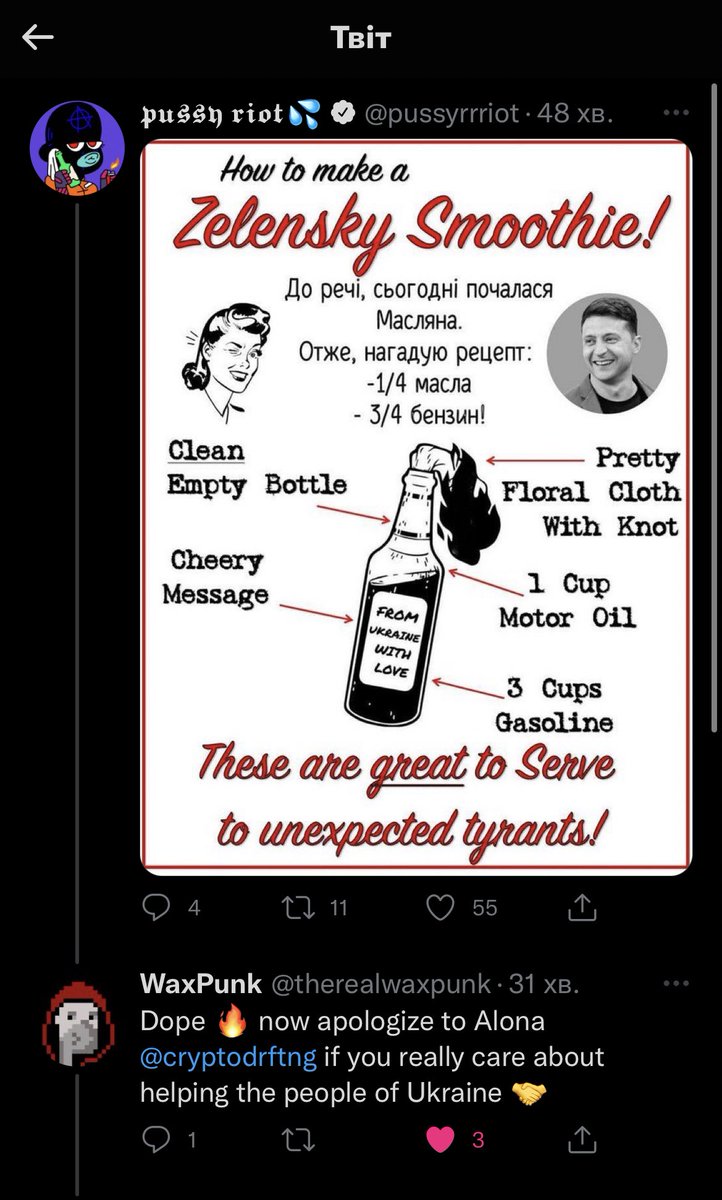 Твіт
pussy riot💦 @pussyrrriot · 48 хв.
How to make a
Zelensky Smoothie!
До речі, сьогодні почалася
Масляна.
Отже, нагадую рецепт:
-1/4 масла
- 3/4 бензин!
Clean
Empty Bottle
Pretty
Floral Cloth
With Knot
Cheery
Message
1 Cup
Motor Oil
FROM
UKRAINE
WITH
LOVE
3 Cups
Gasoline
These are great to Serve
to unexpected tyrants!
4 11 55
WaxPunk @therealwaxpunk · 31 хв.
Dope 🔥 now apologize to Alona
@cryptodrftng if you really care about
helping the people of Ukraine 🤝
1 3